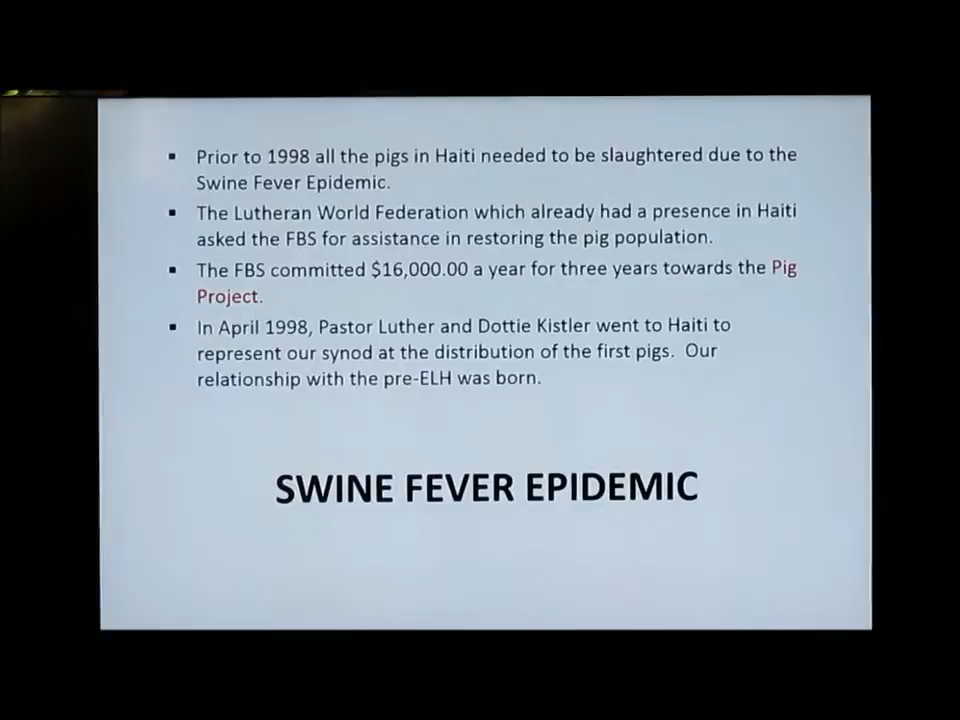 ▪ Prior to 1998 all the pigs in Haiti needed to be slaughtered due to the
Swine Fever Epidemic.
▪ The Lutheran World Federation which already had a presence in Haiti
asked the FBS for assistance in restoring the pig population.
▪ The FBS committed $16,000.00 a year for three years towards the Pig
Project.
▪ In April 1998, Pastor Luther and Dottie Kistler went to Haiti to
represent our synod at the distribution of the first pigs.  Our
relationship with the pre-ELH was born.
SWINE FEVER EPIDEMIC